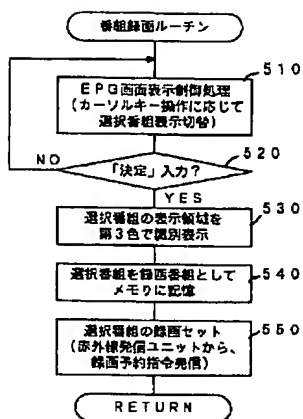 番組録画ルーチン
510
EPG画面表示制御処理
(カーソルキー操作に応じて
選択番組表示切替)
520
NO
「決定」入力?
YES
530
選択番組の表示領域を
第3色で識別表示
540
選択番組を録画番組として
メモリに記憶
550
選択番組の録画セット
(赤外線発信ユニットから、
録画予約指令発信)
RETURN